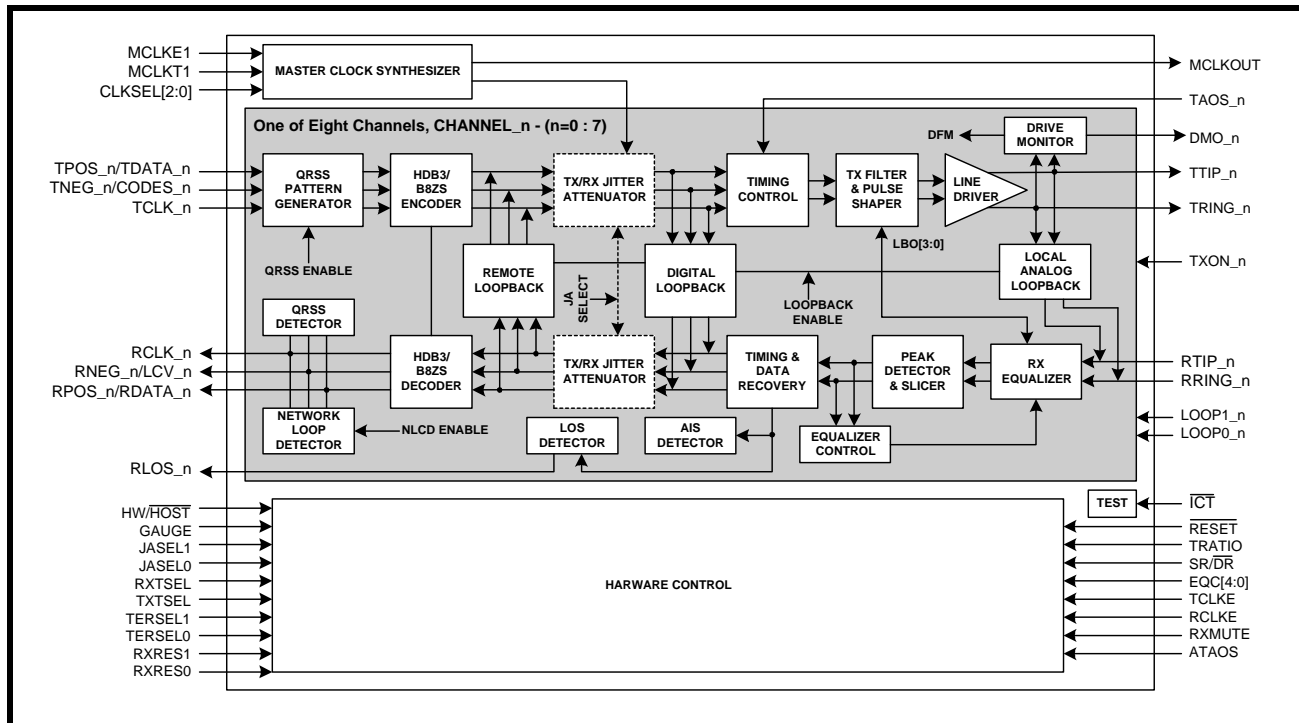 MCLKE1
MCLKT1
CLKSEL[2:0]
MASTER CLOCK SYNTHESIZER
MCLKOUT
TAOS_n
One of Eight Channels, CHANNEL_n - (n=0 : 7)
DFM
DRIVE
MONITOR
DMO_n
TPOS_n/TDATA_n
TNEG_n/CODES_n
TCLK_n
QRSS
PATTERN
GENERATOR
HDB3/
B8ZS
ENCODER
TX/RX JITTER
ATTENUATOR
TIMING
CONTROL
TX FILTER
& PULSE
SHAPER
LINE
DRIVER
TTIP_n
TRING_n
QRSS ENABLE
REMOTE
LOOPBACK
JA
SELECT
DIGITAL
LOOPBACK
LOOPBACK
ENABLE
LBO[3:0]
LOCAL
ANALOG
LOOPBACK
TXON_n
QRSS
DETECTOR
RCLK_n
RNEG_n/LCV_n
RPOS_n/RDATA_n
HDB3/
B8ZS
DECODER
TX/RX JITTER
ATTENUATOR
TIMING &
DATA
RECOVERY
PEAK
DETECTOR
& SLICER
RX
EQUALIZER
RTIP_n
RRING_n
NETWORK
LOOP
DETECTOR
NLCD ENABLE
LOS
DETECTOR
AIS
DETECTOR
EQUALIZER
CONTROL
LOOP1_n
LOOP0_n
RLOS_n
HW/HOST
GAUGE
JASEL1
JASEL0
RXTSEL
TXTSEL
TERSEL1
TERSEL0
RXRES1
RXRES0
HARWARE CONTROL
TEST
ICT
RESET
TRATIO
SR/DR
EQC[4:0]
TCLKE
RCLKE
RXMUTE
ATAOS